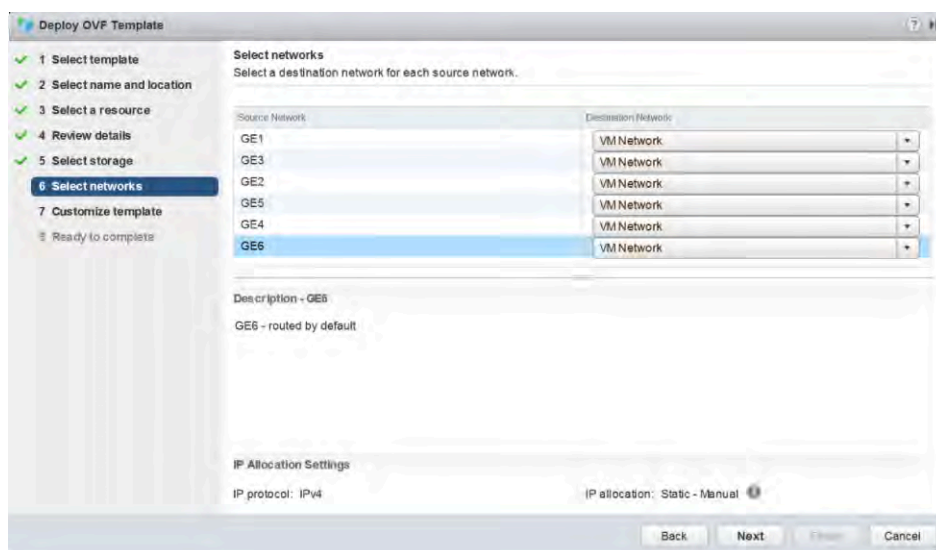 Deploy OVF Template
?
1 Select template
2 Select name and location
3 Select a resource
4 Review details
5 Select storage
6 Select networks
7 Customize template
8 Ready to complete
Select networks
Select a destination network for each source network.
Source Network Destination Network
GE1 VM Network
GE3 VM Network
GE2 VM Network
GE5 VM Network
GE4 VM Network
GE6 VM Network
Description - GE6
GE6 - routed by default
IP Allocation Settings
IP protocol: IPv4 IP allocation: Static - Manual
Back Next Finish Cancel